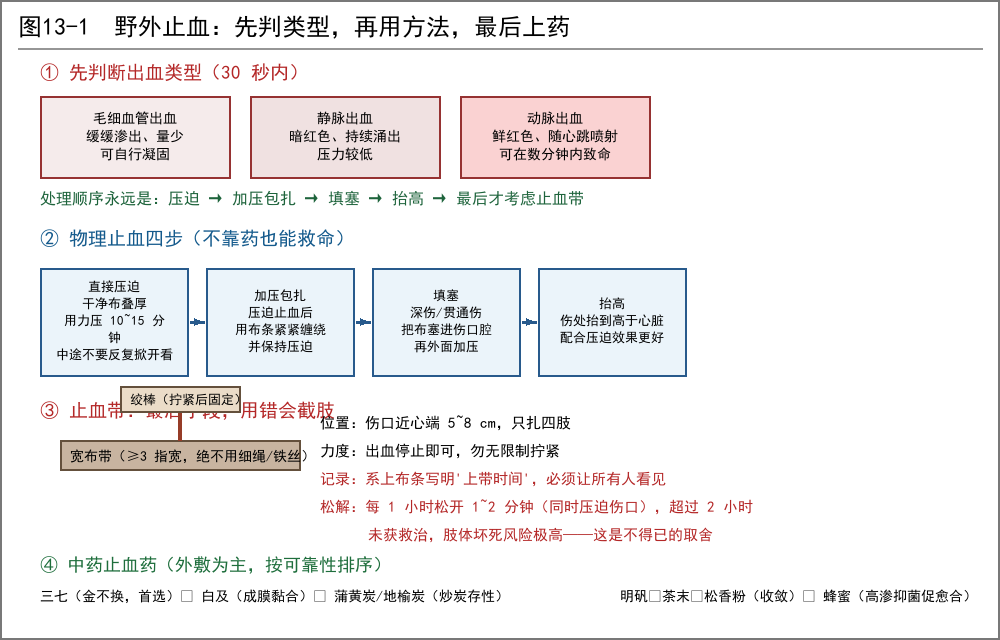 图13-1 野外止血：先判类型，再用方法，最后上药
① 先判断出血类型（30 秒内）
毛细血管出血
缓缓渗出、量少
可自行凝固
静脉出血
暗红色、持续涌出
压力较低
动脉出血
鲜红色、随心跳喷射
可在数分钟内致命
处理顺序永远是：压迫 → 加压包扎 → 填塞 → 抬高 → 最后才考虑止血带
② 物理止血四步（不靠药也能救命）
直接压迫
干净布叠厚
用力压 10~15 分
钟
中途不要反复掀开看
加压包扎
压迫止血后
用布条紧紧缠绕
并保持压迫
填塞
深伤/贯通伤
把布塞进伤口腔
再外面加压
抬高
伤处抬到高于心脏
配合压迫效果更好
③ 止血带：最后手段，用错会截肢
绞棒（拧紧后固定）
宽布带（≥3 指宽，绝不用细绳/铁丝）
位置：伤口近心端 5~8 cm，只扎四肢
力度：出血停止即可，勿无限制拧紧
记录：系上布条写明'上带时间'，必须让所有人看见
松解：每 1 小时松开 1~2 分钟（同时压迫伤口），超过 2 小时
未获救治，肢体坏死风险极高——这是不得已的取舍
④ 中药止血药（外敷为主，按可靠性排序）
三七（金不换，首选）□ 白及（成膜黏合）□ 蒲黄炭/地榆炭（炒炭存性）
明矾□茶末□松香粉（收敛）□ 蜂蜜（高渗抑菌促愈合）